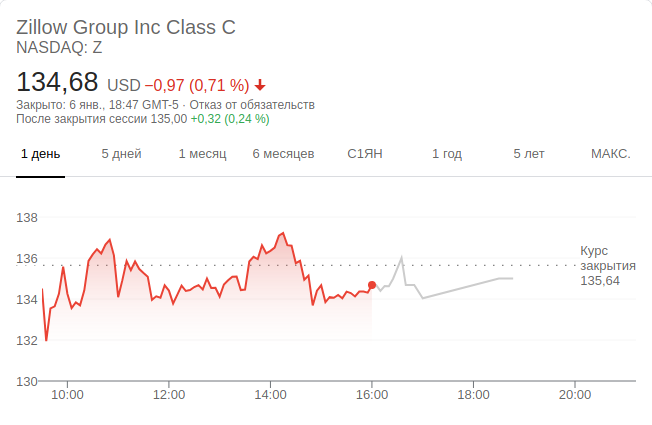 Zillow Group Inc Class C
NASDAQ: Z
134,68 USD −0,97 (0,71 %)
Закрыто: 6 янв., 18:47 GMT-5 · Отказ от обязательств
После закрытия сессии 135,00 +0,32 (0,24 %)
1 день 5 дней 1 месяц 6 месяцев С1ЯН 1 год 5 лет МАКС.
138
136
134
132
130
Курс
закрытия
135,64
10:00 12:00 14:00 16:00 18:00 20:00